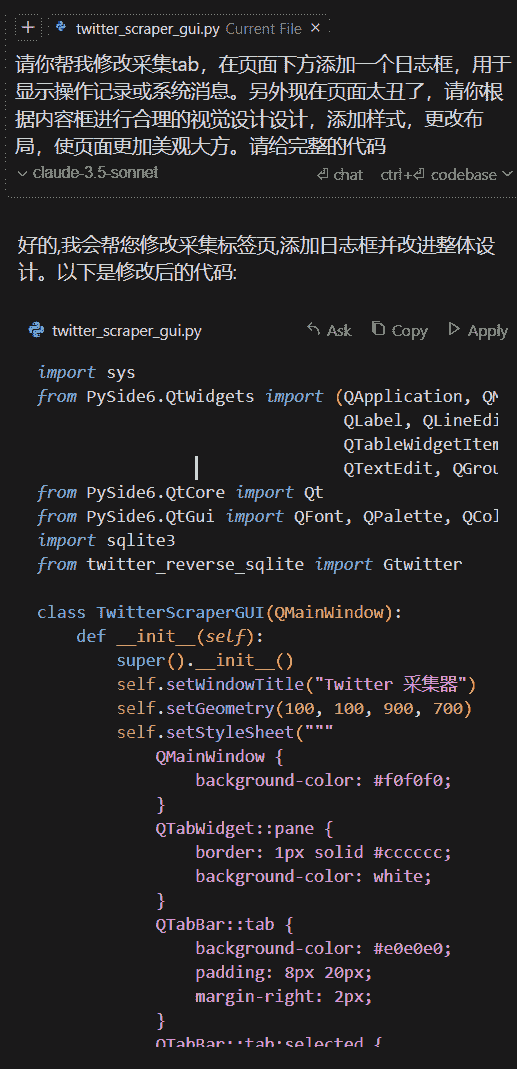 + twitter_scraper_gui.py Current File ×
请你帮我修改采集tab，在页面下方添加一个日志框，用于
显示操作记录或系统消息。另外现在页面太丑了，请你根
据内容框进行合理的视觉设计设计，添加样式，更改布
局，使页面更加美观大方。请给完整的代码
claude-3.5-sonnet ⏎ chat ctrl+⏎ codebase
好的,我会帮您修改采集标签页,添加日志框并改进整体设
计。以下是修改后的代码:
twitter_scraper_gui.py Ask Copy Apply
import sys
from PySide6.QtWidgets import (QApplication, QM
QLabel, QLineEdi
QTableWidgetItem
QTextEdit, QGrou
from PySide6.QtCore import Qt
from PySide6.QtGui import QFont, QPalette, QCol
import sqlite3
from twitter_reverse_sqlite import Gtwitter
class TwitterScraperGUI(QMainWindow):
def __init__(self):
super().__init__()
self.setWindowTitle("Twitter 采集器")
self.setGeometry(100, 100, 900, 700)
self.setStyleSheet("""
QMainWindow {
background-color: #f0f0f0;
}
QTabWidget::pane {
border: 1px solid #cccccc;
background-color: white;
}
QTabBar::tab {
background-color: #e0e0e0;
padding: 8px 20px;
margin-right: 2px;
}
QTabBar::tab:selected {